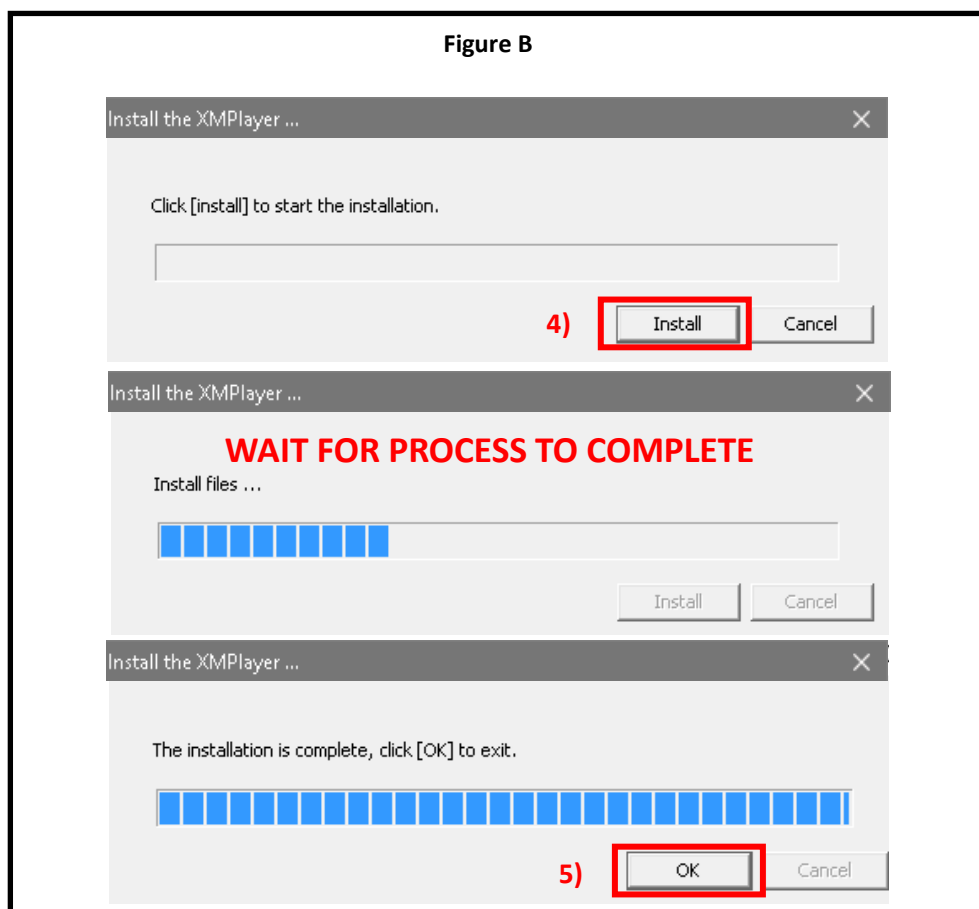 Figure B
Install the XMPlayer ...
Click [install] to start the installation.
4) Install Cancel
Install the XMPlayer ...
WAIT FOR PROCESS TO COMPLETE
Install files ...
Install Cancel
Install the XMPlayer ...
The installation is complete, click [OK] to exit.
5) OK Cancel